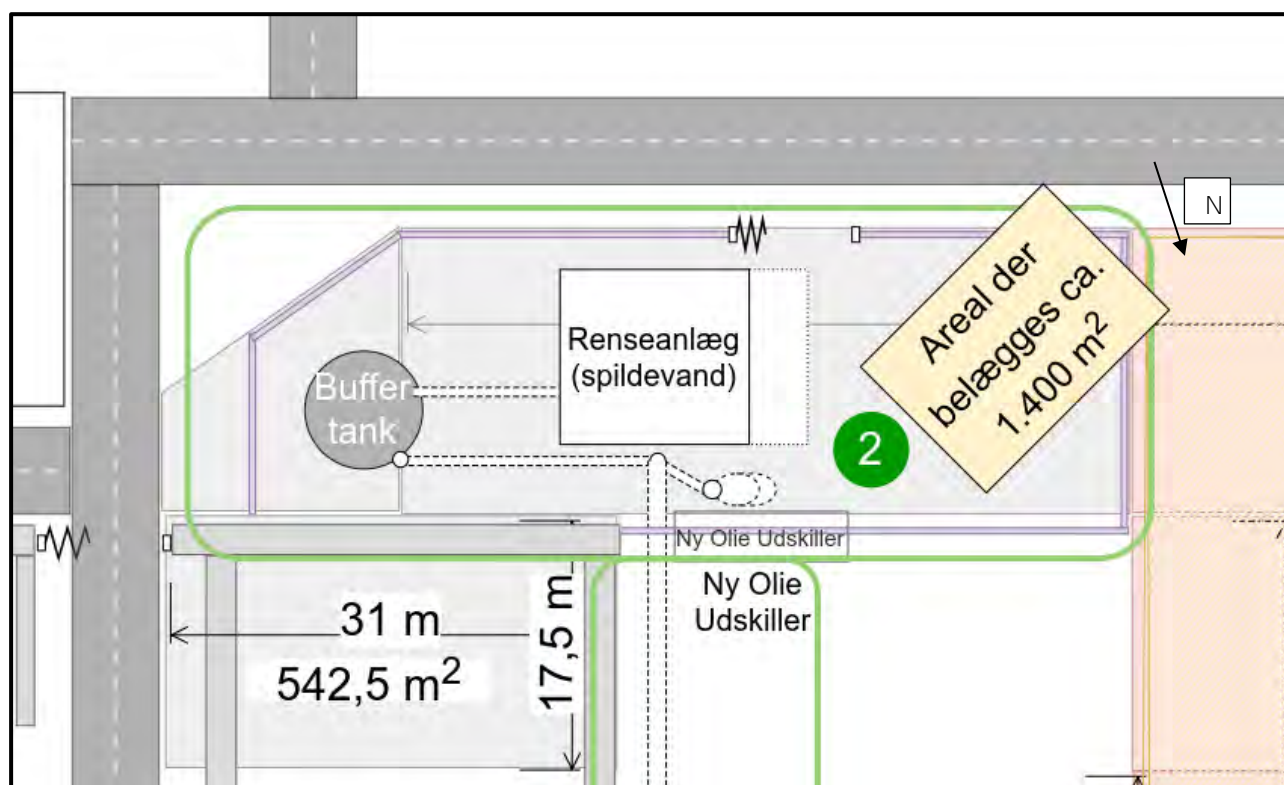 N
Areal der
belægges ca.
1.400 m²
Renseanlæg
(spildevand)
Buffer
tank
2
Ny Olie Udskiller
Ny Olie
Udskiller
31 m
542,5 m²
17,5 m